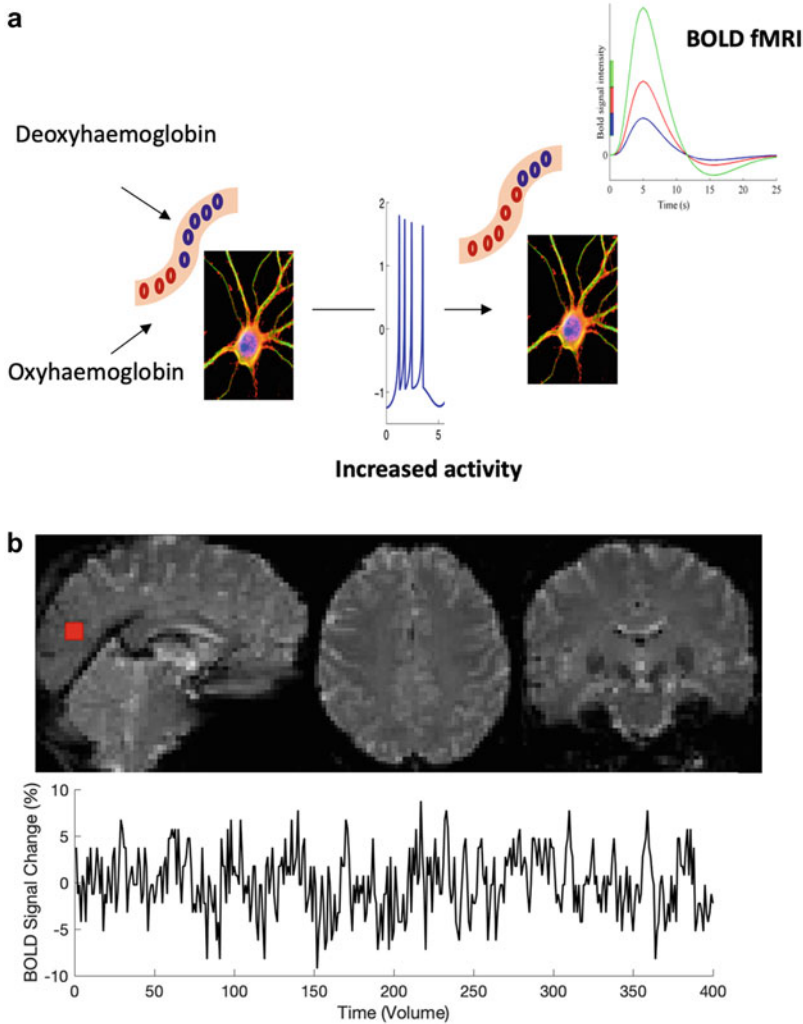 a
BOLD fMRI
Bold signal intensity
0
0 5 10 15 20 25
Time (s)
Deoxyhaemoglobin
Oxyhaemoglobin
2
1
0
−1
0 5
Increased activity
b
BOLD Signal Change (%)
10
5
0
-5
-10
0 50 100 150 200 250 300 350 400
Time (Volume)